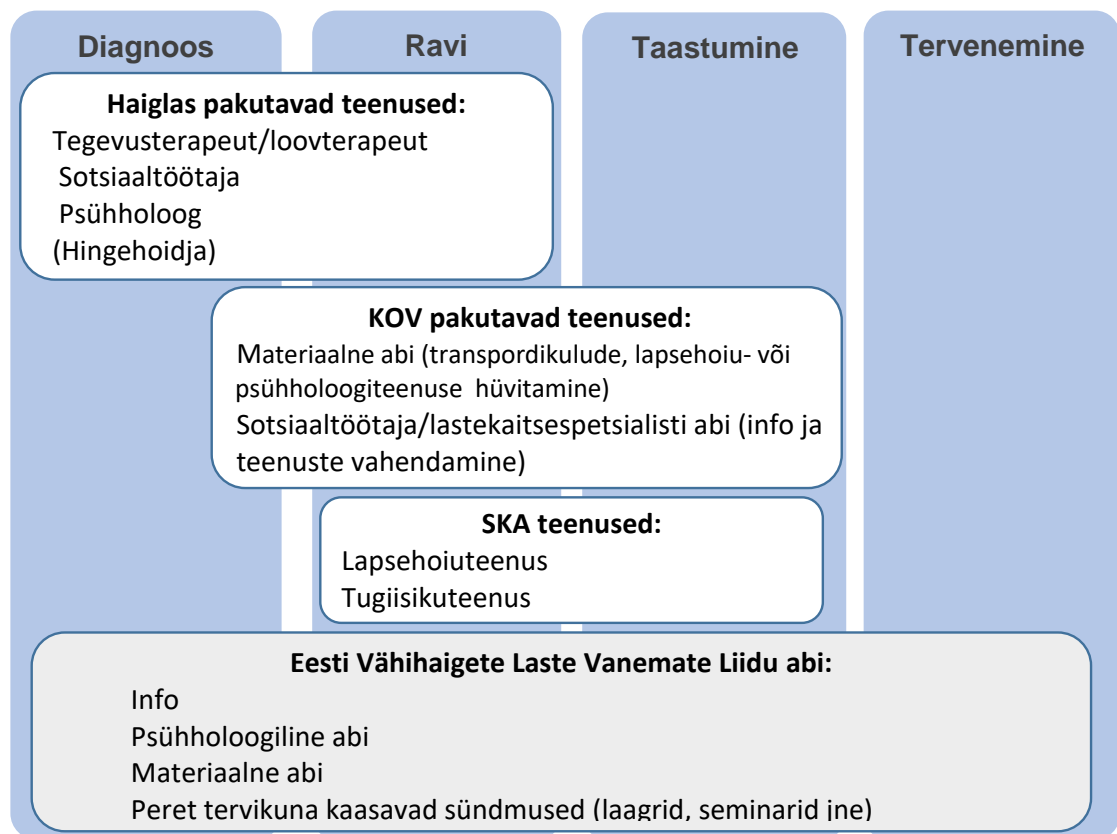 Diagnoos
Ravi
Taastumine
Tervenemine
Haiglas pakutavad teenused:
Tegevusterapeut/loovterapeut
Sotsiaaltöötaja
Psühholoog
(Hingehoidja)
KOV pakutavad teenused:
Materiaalne abi (transpordikulude, lapsehoiu- või
psühholoogiteenuse hüvitamine)
Sotsiaaltöötaja/lastekaitsespetsialisti abi (info ja
teenuste vahendamine)
SKA teenused:
Lapsehoiuteenus
Tugiisikuteenus
Eesti Vähihaigete Laste Vanemate Liidu abi:
Info
Psühholoogiline abi
Materiaalne abi
Peret tervikuna kaasavad sündmused (laagrid, seminarid jne)